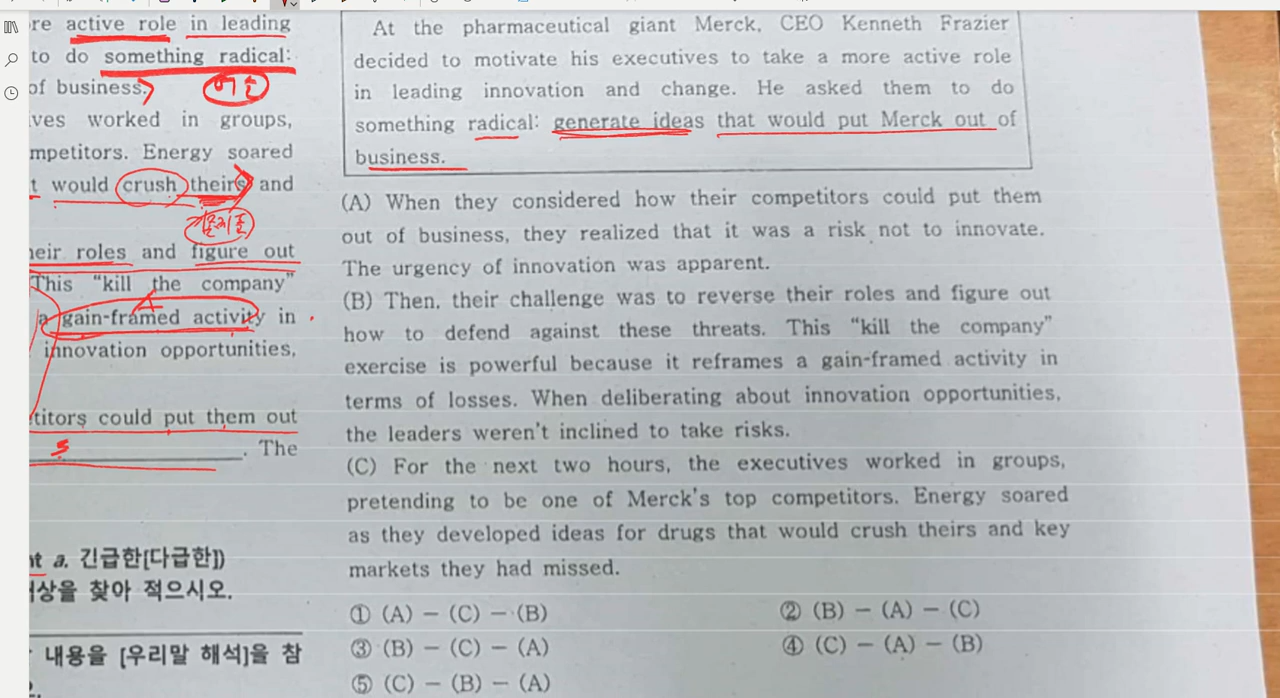 re active role in leading
to do something radical:
of business.
ves worked in groups,
mpetitors. Energy soared
t would crush theirs and
heir roles and figure out
This “kill the company”
a gain-framed activity in
innovation opportunities,
titors could put them out
. The
nt a. 긴급한[다급한])
상을 찾아 적으시오.
내용을 [우리말 해석]을 참
At the pharmaceutical giant Merck, CEO Kenneth Frazier
decided to motivate his executives to take a more active role
in leading innovation and change. He asked them to do
something radical: generate ideas that would put Merck out of
business.
(A) When they considered how their competitors could put them
out of business, they realized that it was a risk not to innovate.
The urgency of innovation was apparent.
(B) Then, their challenge was to reverse their roles and figure out
how to defend against these threats. This “kill the company”
exercise is powerful because it reframes a gain-framed activity in
terms of losses. When deliberating about innovation opportunities,
the leaders weren't inclined to take risks.
(C) For the next two hours, the executives worked in groups,
pretending to be one of Merck's top competitors. Energy soared
as they developed ideas for drugs that would crush theirs and key
markets they had missed.
① (A) – (C) – (B)
② (B) – (A) – (C)
③ (B) – (C) – (A)
④ (C) – (A) – (B)
⑤ (C) – (B) – (A)